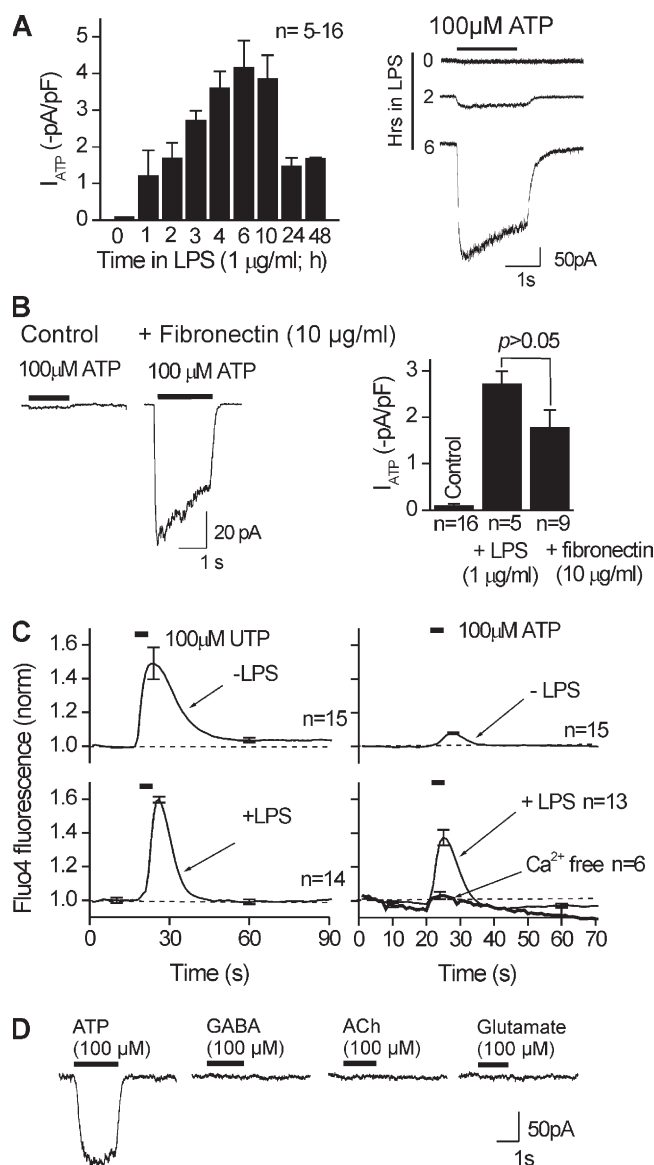 A
n= 5-16
I_ATP (-pA/pF)
5
4
3
2
1
0
0 1 2 3 4 6 10 24 48
Time in LPS (1 µg/ml; h)
100µM ATP
Hrs in LPS
0
2
6
50pA
1s
B
Control + Fibronectin (10 µg/ml)
100µM ATP 100 µM ATP
20 pA
1 s
I_ATP (-pA/pF)
3
2
1
0
p>0.05
Control
n=16 n=5 n=9
+ LPS + fibronectin
(1 µg/ml) (10 µg/ml)
C
Fluo4 fluorescence (norm)
1.6
1.4
1.2
1.0
100µM UTP
-LPS
n=15
100µM ATP
- LPS
n=15
1.6
1.4
1.2
1.0
+LPS
n=14
+ LPS n=13
Ca²⁺ free n=6
0 30 60 90
Time (s)
0 10 20 30 40 50 60 70
Time (s)
D
ATP GABA ACh Glutamate
(100 µM) (100 µM) (100 µM) (100 µM)
50pA
1s